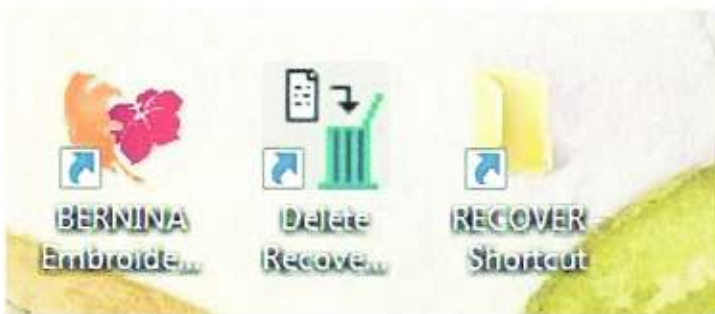 BERNINA
Embroide...
Delete
Recove...
RECOVER -
Shortcut